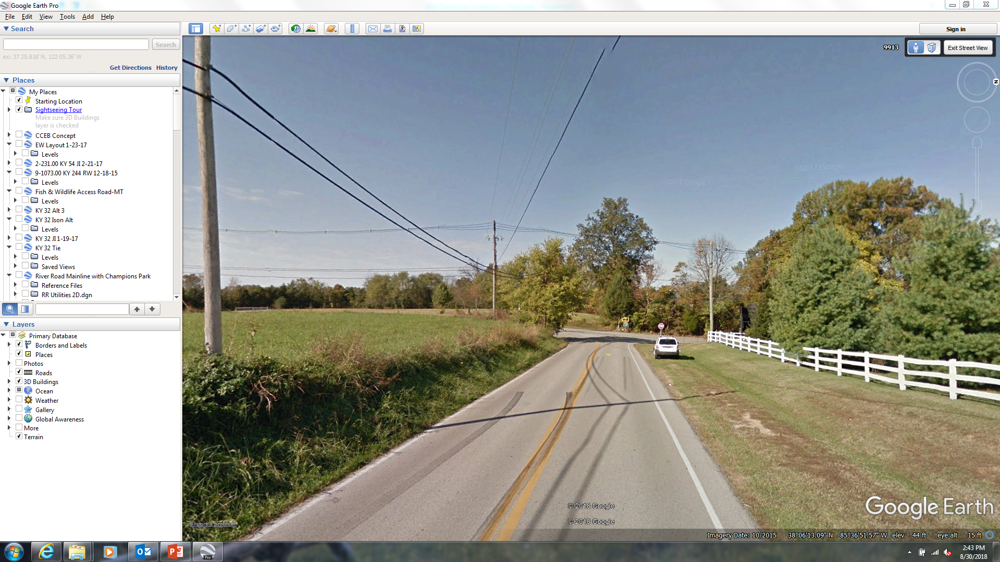 Google Earth Pro
File Edit View Tools Add Help
Search
Search
ex: 37 25.818' N, 122 05.36' W
Get Directions History
Places
My Places
Starting Location
Sightseeing Tour
Make sure 3D Buildings
layer is checked
CCEB Concept
EW Layout 1-23-17
Levels
2-231.00 KY 54 JI 2-21-17
9-1073.00 KY 244 RW 12-18-15
Levels
Fish & Wildlife Access Road-MT
Levels
KY 32 Alt 3
KY 32 Ison Alt
Levels
KY 32 JI 1-19-17
KY 32 Tie
Levels
Saved Views
River Road Mainline with Champions Park
Reference Files
RR Utilities 2D.dgn
Layers
Primary Database
Borders and Labels
Places
Photos
Roads
3D Buildings
Ocean
Weather
Gallery
Global Awareness
More
Terrain
Sign in
9913
Exit Street View
N
©2017 Google
©2017 Google
© 2018 Google
© 2018 Google
Google Earth
Report a problem
Imagery Date: 10/2015 38°06'13.09" N 85°36'51.57" W elev 44 ft eye alt 15 ft
Pro
2:43 PM
8/30/2018